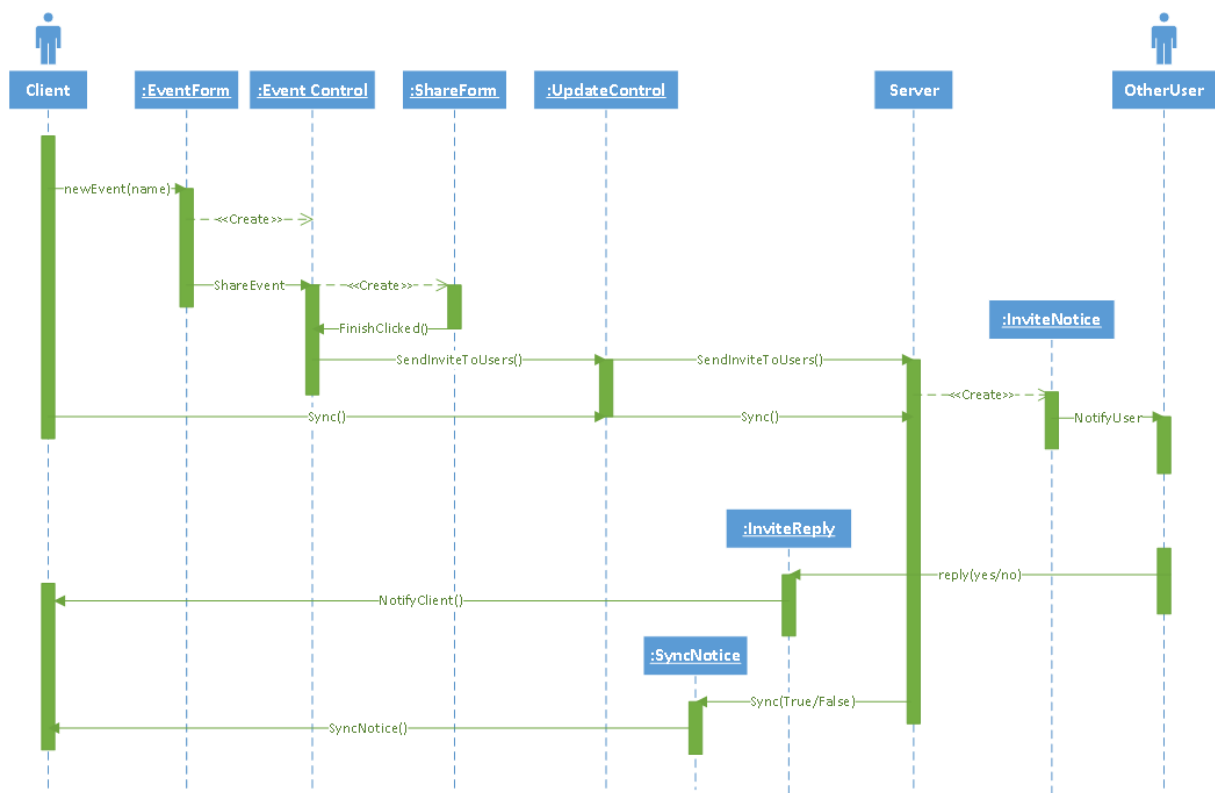 Client
:EventForm
:Event Control
:ShareForm
:UpdateControl
Server
OtherUser
newEvent(name)
<<Create>>
ShareEvent
<<Create>>
:InviteNotice
FinishClicked()
SendInviteToUsers()
SendInviteToUsers()
<<Create>>
Sync()
Sync()
NotifyUser
:InviteReply
reply(yes/no)
NotifyClient()
:SyncNotice
Sync(True/False)
SyncNotice()